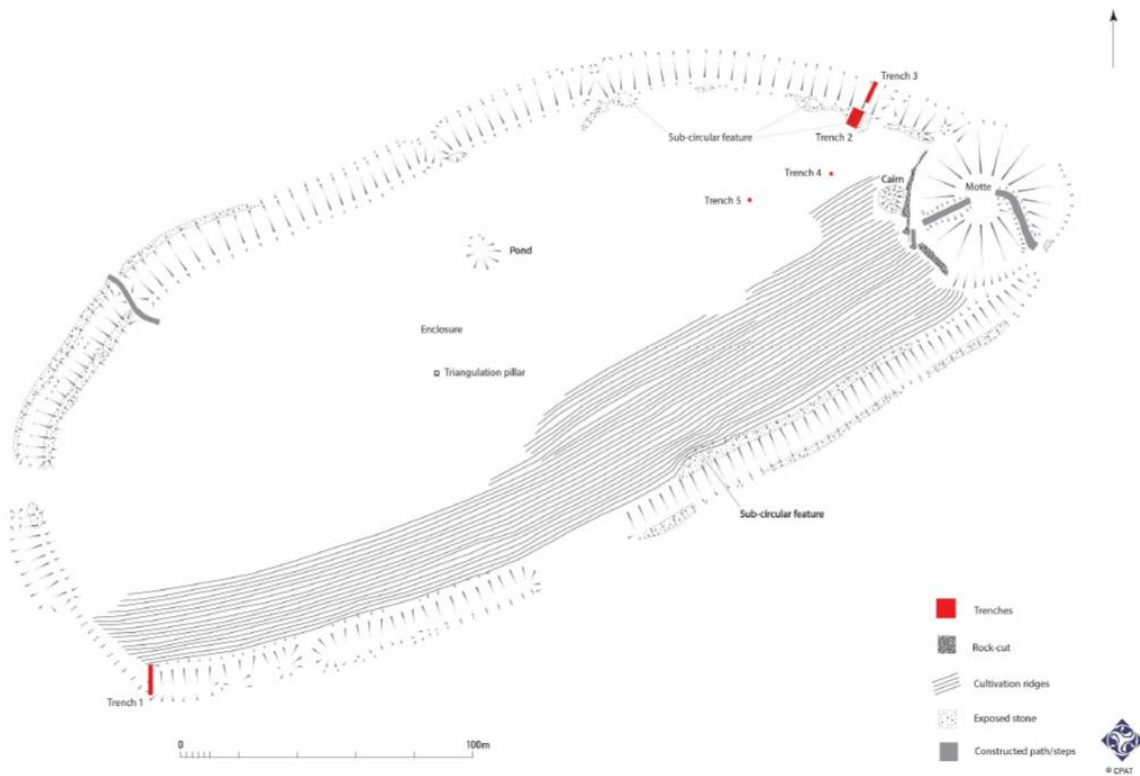 Trench 3
Sub-circular feature
Trench 2
Trench 4
Cairn
Motte
Trench 5
Pond
Enclosure
Triangulation pillar
Sub-circular feature
Trench 1
0
100m
Trenches
Rock-cut
Cultivation ridges
Exposed stone
Constructed path/steps
© CPAT